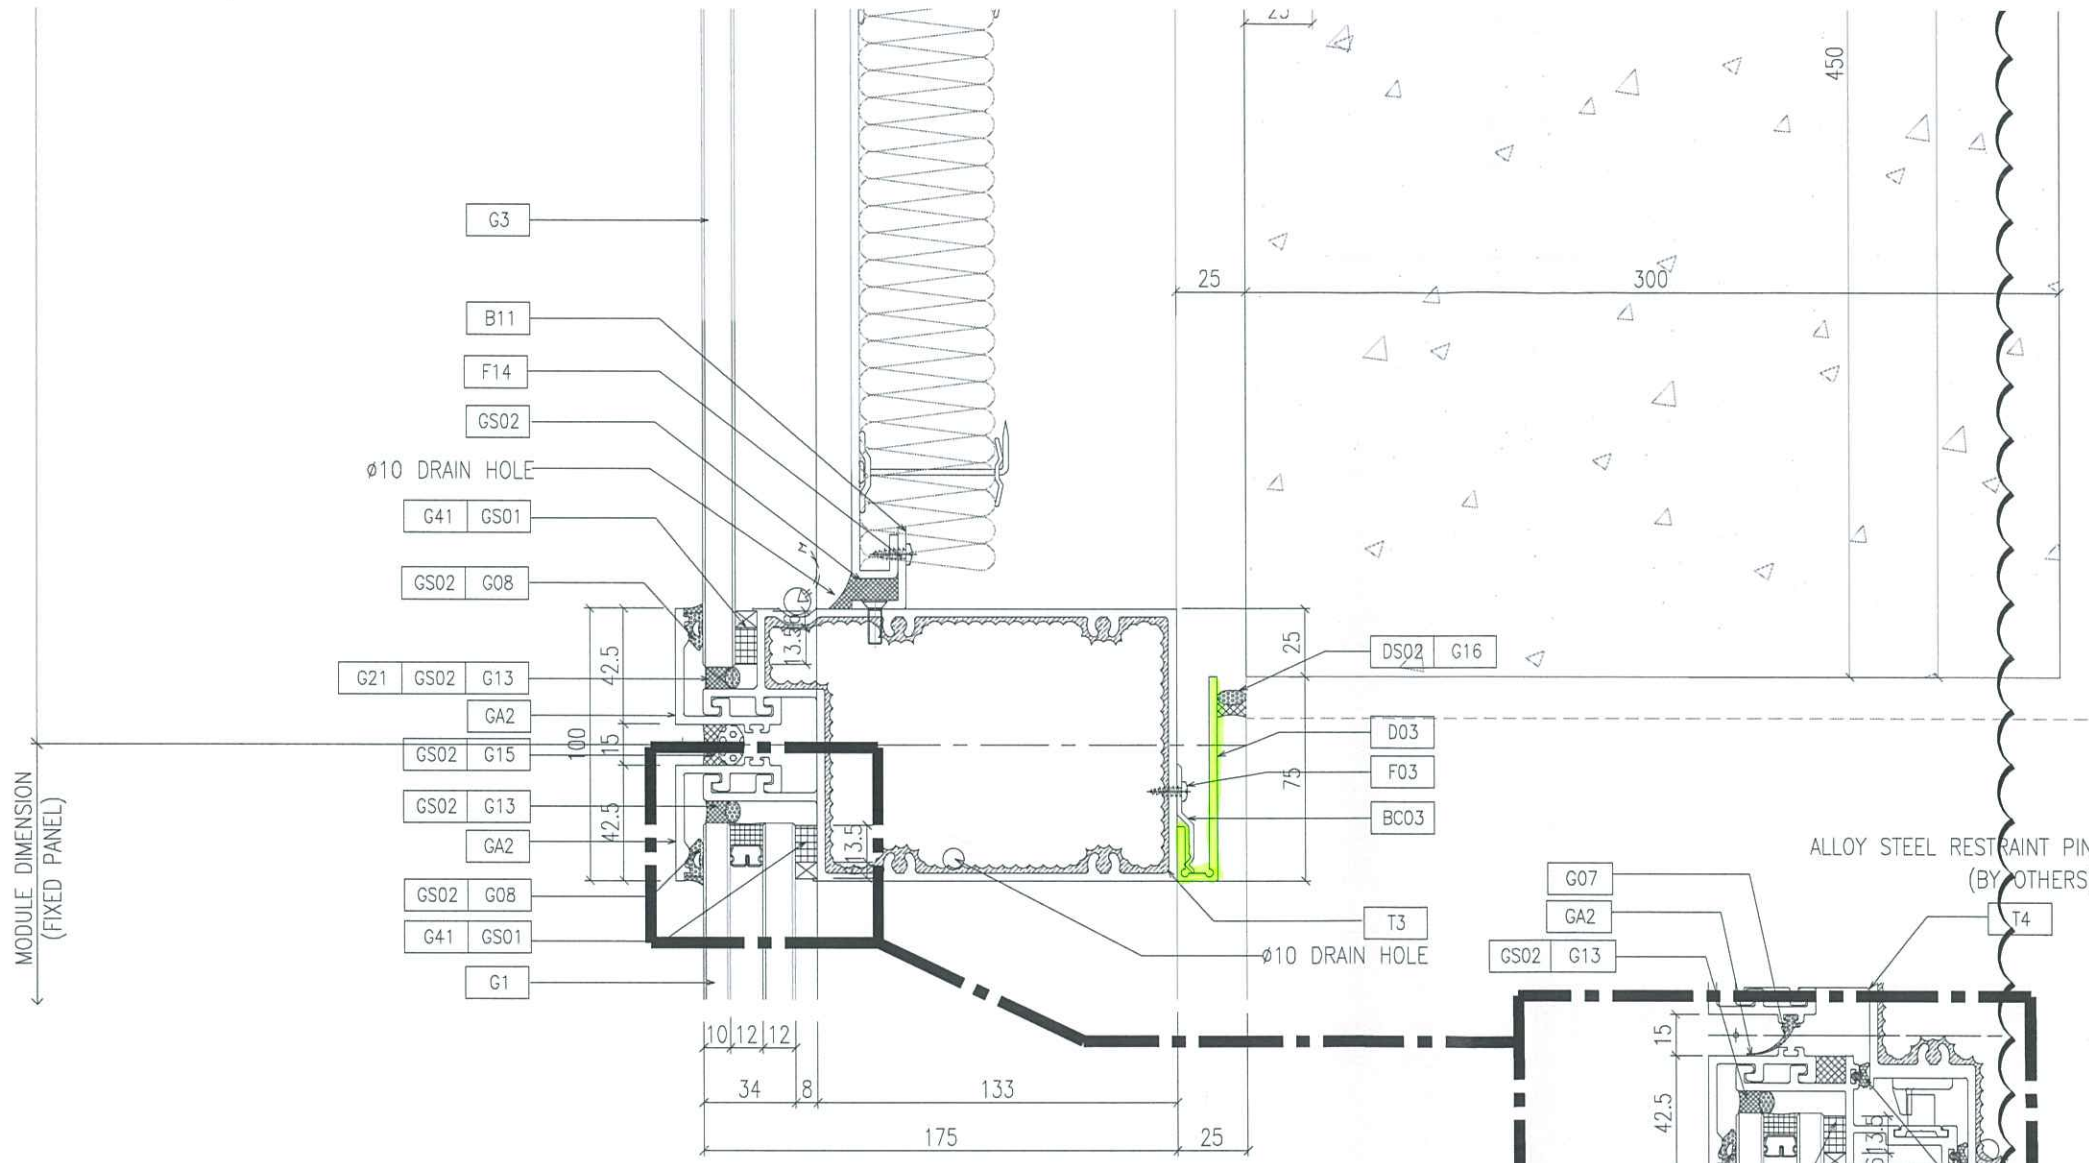 25
450
G3
25
300
B11
F14
GS02
ø10 DRAIN HOLE
G41 GS01
GS02 G08
G21 GS02 G13
GA2
GS02 G15
GS02 G13
GA2
GS02 G08
G41 GS01
G1
42.5
100
15
42.5
13.5
13.5
25
75
DS02 G16
D03
F03
BC03
T3
ø10 DRAIN HOLE
MODULE DIMENSION
(FIXED PANEL)
10 12 12
34 8 133
175 25
ALLOY STEEL RESTRAINT PIN
(BY OTHERS
G07
GA2
T4
GS02 G13
15
42.5
13.5